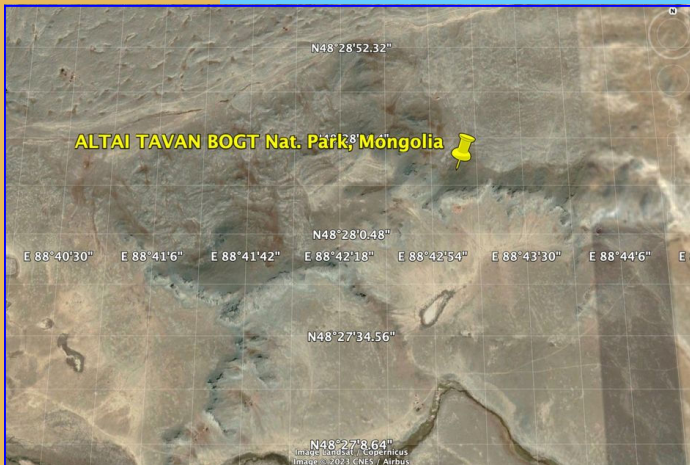 N
N48°28'52.32"
ALTAI TAVAN BOGT Nat. Park, Mongolia
N48°28'0.48"
E 88°40'30" E 88°41'6" E 88°41'42" E 88°42'18" E 88°42'54" E 88°43'30" E 88°44'6" E
N48°27'34.56"
N48°27'8.64"
Image Landsat / Copernicus
Image © 2023 CNES / Airbus